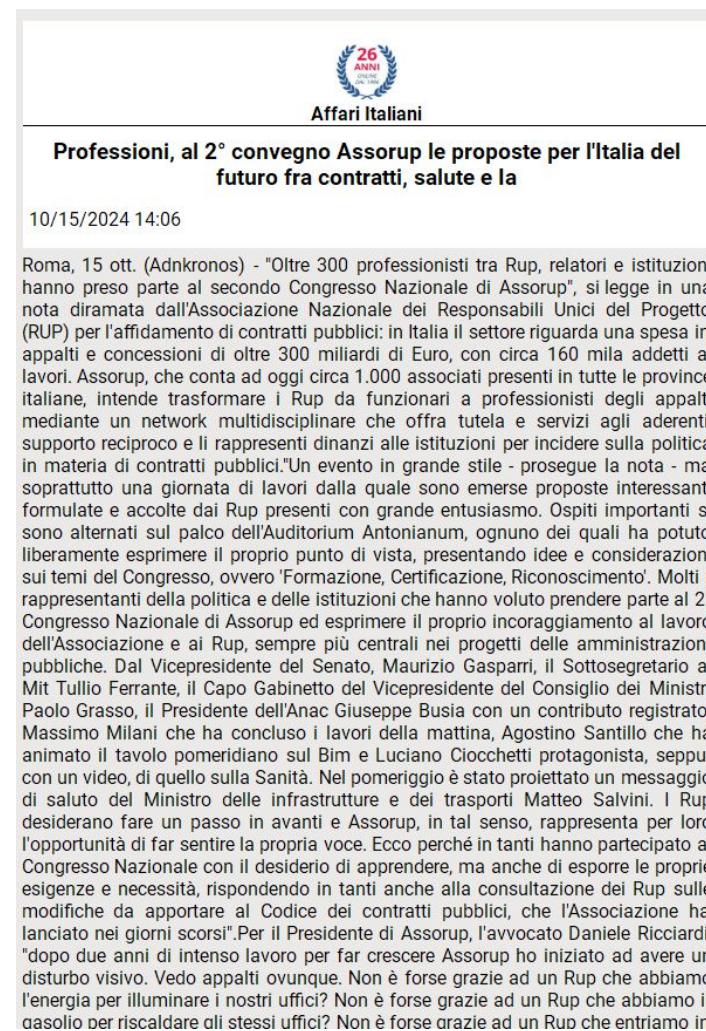 26
ANNI
ONLINE
DAL 1996
Affari Italiani
Professioni, al 2° convegno Assorup le proposte per l'Italia del
futuro fra contratti, salute e la
10/15/2024 14:06
Roma, 15 ott. (Adnkronos) - "Oltre 300 professionisti tra Rup, relatori e istituzion
hanno preso parte al secondo Congresso Nazionale di Assorup", si legge in una
nota diramata dall'Associazione Nazionale dei Responsabili Unici del Progetto
(RUP) per l'affidamento di contratti pubblici: in Italia il settore riguarda una spesa in
appalti e concessioni di oltre 300 miliardi di Euro, con circa 160 mila addetti a
lavori. Assorup, che conta ad oggi circa 1.000 associati presenti in tutte le province
italiane, intende trasformare i Rup da funzionari a professionisti degli appalt
mediante un network multidisciplinare che offra tutela e servizi agli aderenti
supporto reciproco e li rappresenti dinanzi alle istituzioni per incidere sulla politica
in materia di contratti pubblici."Un evento in grande stile - prosegue la nota - ma
soprattutto una giornata di lavori dalla quale sono emerse proposte interessant
formulate e accolte dai Rup presenti con grande entusiasmo. Ospiti importanti s
sono alternati sul palco dell'Auditorium Antonianum, ognuno dei quali ha potuto
liberamente esprimere il proprio punto di vista, presentando idee e considerazion
sui temi del Congresso, ovvero 'Formazione, Certificazione, Riconoscimento'. Molti i
rappresentanti della politica e delle istituzioni che hanno voluto prendere parte al 2
Congresso Nazionale di Assorup ed esprimere il proprio incoraggiamento al lavoro
dell'Associazione e ai Rup, sempre più centrali nei progetti delle amministrazion
pubbliche. Dal Vicepresidente del Senato, Maurizio Gasparri, il Sottosegretario a
Mit Tullio Ferrante, il Capo Gabinetto del Vicepresidente del Consiglio dei Ministr
Paolo Grasso, il Presidente dell'Anac Giuseppe Busia con un contributo registrato
Massimo Milani che ha concluso i lavori della mattina, Agostino Santillo che ha
animato il tavolo pomeridiano sul Bim e Luciano Ciocchetti protagonista, seppu
con un video, di quello sulla Sanità. Nel pomeriggio è stato proiettato un messaggio
di saluto del Ministro delle infrastrutture e dei trasporti Matteo Salvini. I Rup
desiderano fare un passo in avanti e Assorup, in tal senso, rappresenta per loro
l'opportunità di far sentire la propria voce. Ecco perché in tanti hanno partecipato a
Congresso Nazionale con il desiderio di apprendere, ma anche di esporre le proprie
esigenze e necessità, rispondendo in tanti anche alla consultazione dei Rup sulle
modifiche da apportare al Codice dei contratti pubblici, che l'Associazione ha
lanciato nei giorni scorsi".Per il Presidente di Assorup, l'avvocato Daniele Ricciardi
"dopo due anni di intenso lavoro per far crescere Assorup ho iniziato ad avere un
disturbo visivo. Vedo appalti ovunque. Non è forse grazie ad un Rup che abbiamo
l'energia per illuminare i nostri uffici? Non è forse grazie ad un Rup che abbiamo i
gasolio per riscaldare gli stessi uffici? Non è forse grazie ad un Rup che entriamo in